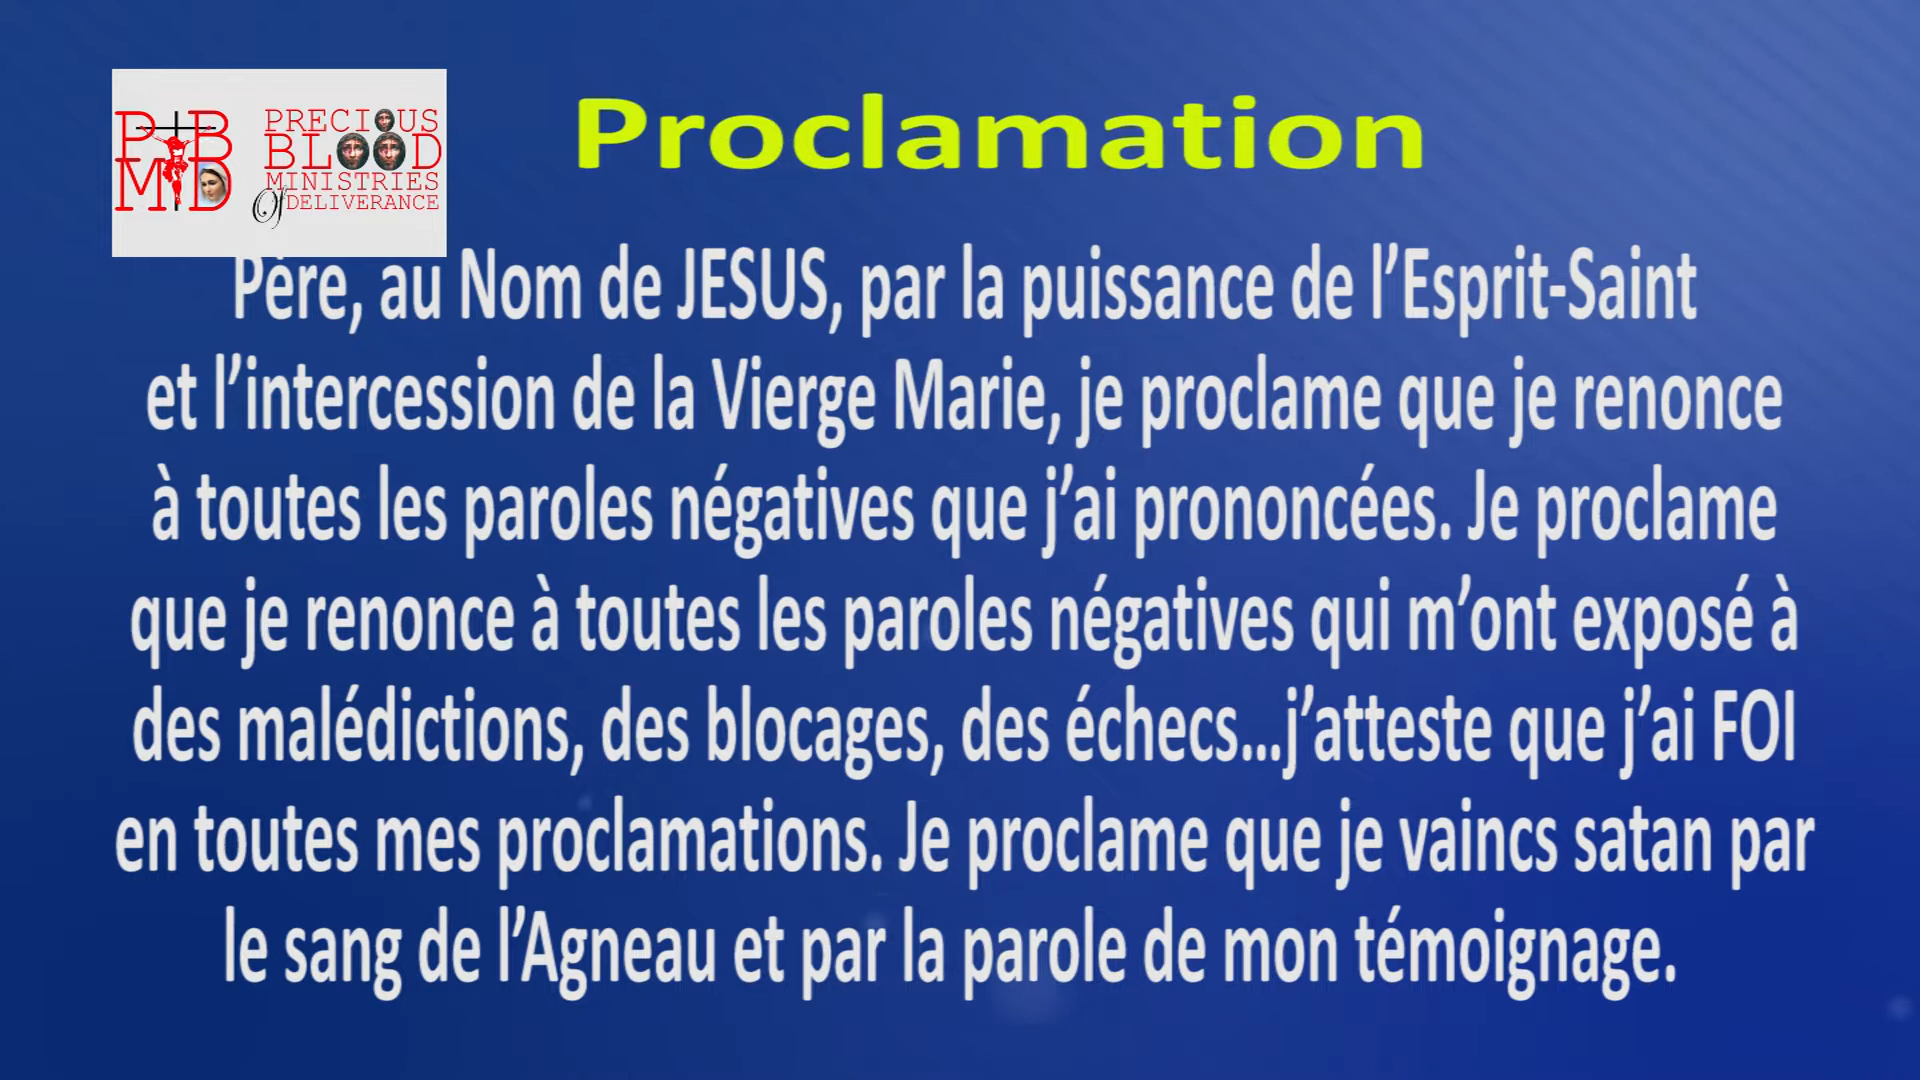 Proclamation
P B
M D
PRECIOUS
BLOOD
MINISTRIES
Of DELIVERANCE
Père, au Nom de JESUS, par la puissance de l’Esprit-Saint
et l’intercession de la Vierge Marie, je proclame que je renonce
à toutes les paroles négatives que j’ai prononcées. Je proclame
que je renonce à toutes les paroles négatives qui m’ont exposé à
des malédictions, des blocages, des échecs...j’atteste que j’ai FOI
en toutes mes proclamations. Je proclame que je vaincs satan par
le sang de l’Agneau et par la parole de mon témoignage.